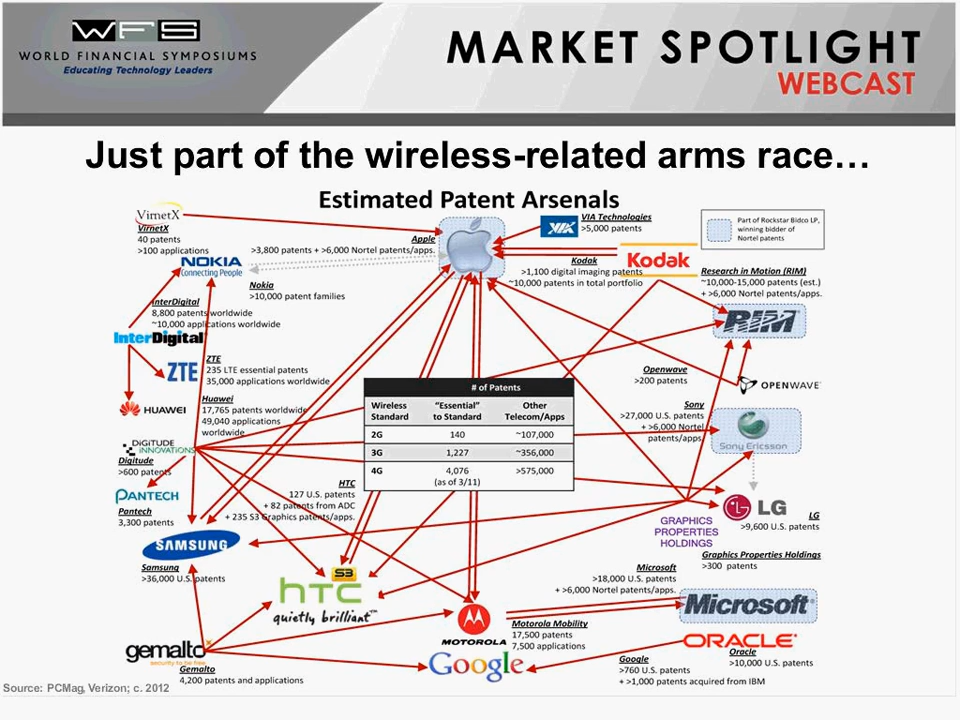 WFS
WORLD FINANCIAL SYMPOSIUMS
Educating Technology Leaders
MARKET SPOTLIGHT
WEBCAST
Just part of the wireless-related arms race…
Estimated Patent Arsenals
VirnetX
VirnetX
40 patents
>100 applications
Apple
>3,800 patents + >6,000 Nortel patents/apps.
VIA
VIA Technologies
>5,000 patents
Part of Rockstar Bidco LP,
winning bidder of
Nortel patents
NOKIA
Connecting People
Nokia
>10,000 patent families
Kodak
>1,100 digital imaging patents
~10,000 patents in total portfolio
Kodak
Research in Motion (RIM)
~10,000-15,000 patents (est.)
+ >6,000 Nortel patents/apps.
RIM
InterDigital
8,800 patents worldwide
~10,000 applications worldwide
InterDigital
ZTE
ZTE
235 LTE essential patents
35,000 applications worldwide
Openwave
>200 patents
OPENWAVE
HUAWEI
Huawei
17,765 patents worldwide
49,040 applications
worldwide
# of Patents
Wireless Standard
"Essential" to Standard
Other Telecom/Apps
2G 140 ~107,000
3G 1,227 ~356,000
4G 4,076 >575,000
(as of 3/11)
Sony
>27,000 U.S. patents
+ >6,000 Nortel
patents/apps.
Sony Ericsson
DiGiTUDE
INNOVATIONS
Digitude
>600 patents
PANTECH
Pantech
3,300 patents
HTC
127 U.S. patents
+ 82 patents from ADC
+ 235 S3 Graphics patents/apps.
LG
LG
>9,600 U.S. patents
GRAPHICS
PROPERTIES
HOLDINGS
Graphics Properties Holdings
>300 patents
SAMSUNG
Samsung
>36,000 U.S. patents
S3
hTC
quietly brilliant™
Microsoft
>18,000 U.S. patents
+ >6,000 Nortel patents/apps.
Microsoft
MOTOROLA
Motorola Mobility
17,500 patents
7,500 applications
ORACLE
Oracle
>10,000 U.S. patents
gemalto
security to be free
Gemalto
4,200 patents and applications
Google
Google
>760 U.S. patents
+ >1,000 patents acquired from IBM
Source: PCMag, Verizon; c. 2012